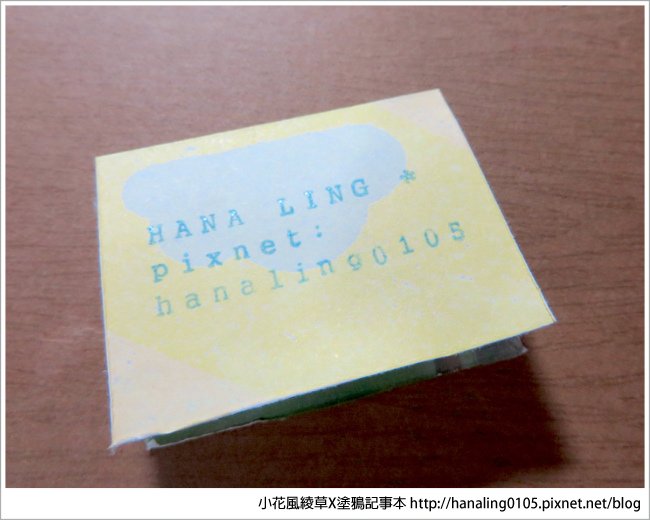 HANA LING *
pixnet:
hanaling0105
小花風綾草X塗鴉記事本 http://hanaling0105.pixnet.net/blog